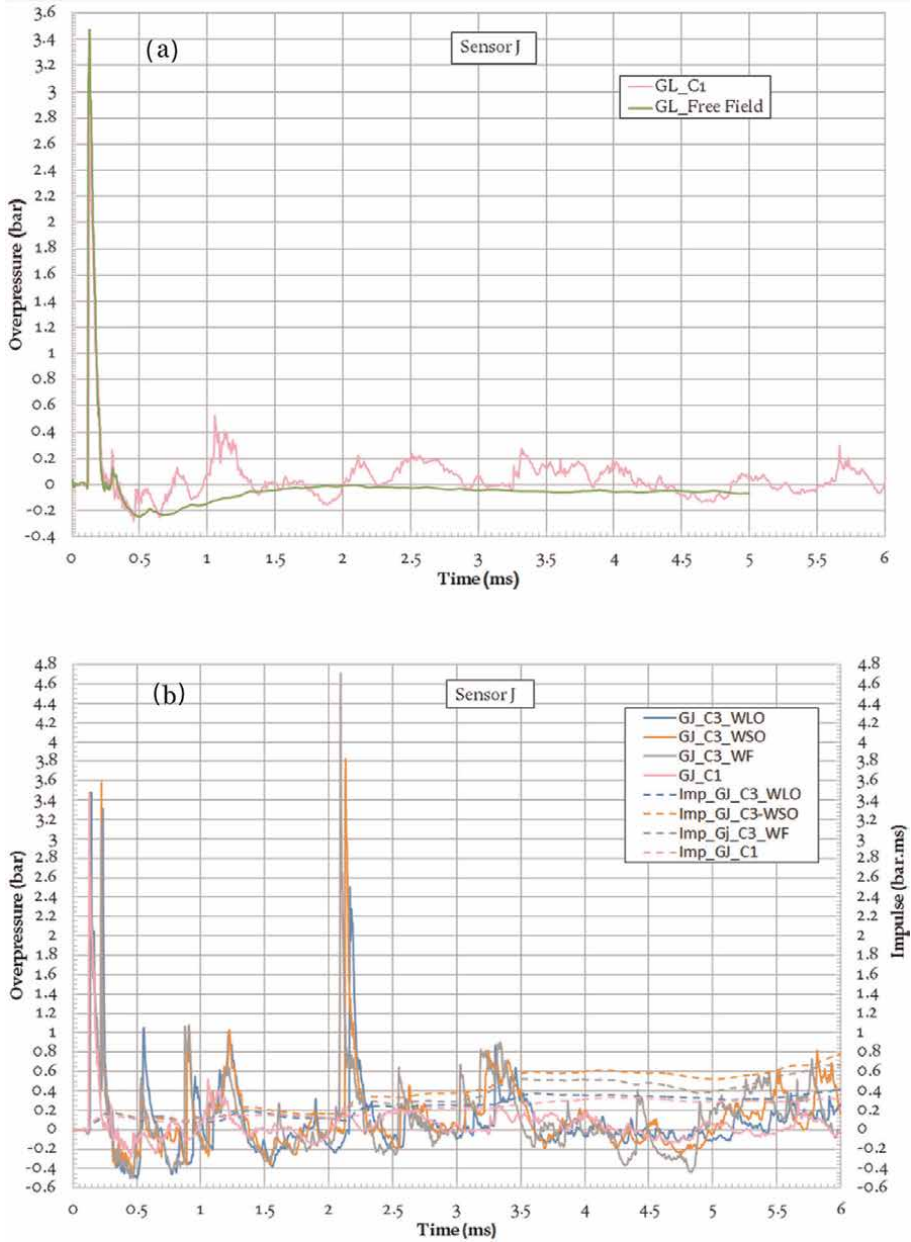 (a)
Sensor J
GL_C1
GL_Free Field
3.6
3.4
3.2
3
2.8
2.6
2.4
2.2
2
1.8
1.6
1.4
1.2
1
0.8
0.6
0.4
0.2
0
-0.2
-0.4
Overpressure (bar)
0 0.5 1 1.5 2 2.5 3 3.5 4 4.5 5 5.5 6
Time (ms)
(b)
Sensor J
GJ_C3_WLO
GJ_C3_WSO
GJ_C3_WF
GJ_C1
Imp_GJ_C3_WLO
Imp_GJ_C3-WSO
Imp_Gj_C3_WF
Imp_GJ_C1
4.8 4.8
4.6 4.6
4.4 4.4
4.2 4.2
4 4
3.8 3.8
3.6 3.6
3.4 3.4
3.2 3.2
3 3
2.8 2.8
2.6 2.6
2.4 2.4
2.2 2.2
2 2
1.8 1.8
1.6 1.6
1.4 1.4
1.2 1.2
1 1
0.8 0.8
0.6 0.6
0.4 0.4
0.2 0.2
0 0
-0.2 -0.2
-0.4 -0.4
-0.6 -0.6
Overpressure (bar)
Impulse (bar.ms)
0 0.5 1 1.5 2 2.5 3 3.5 4 4.5 5 5.5 6
Time (ms)